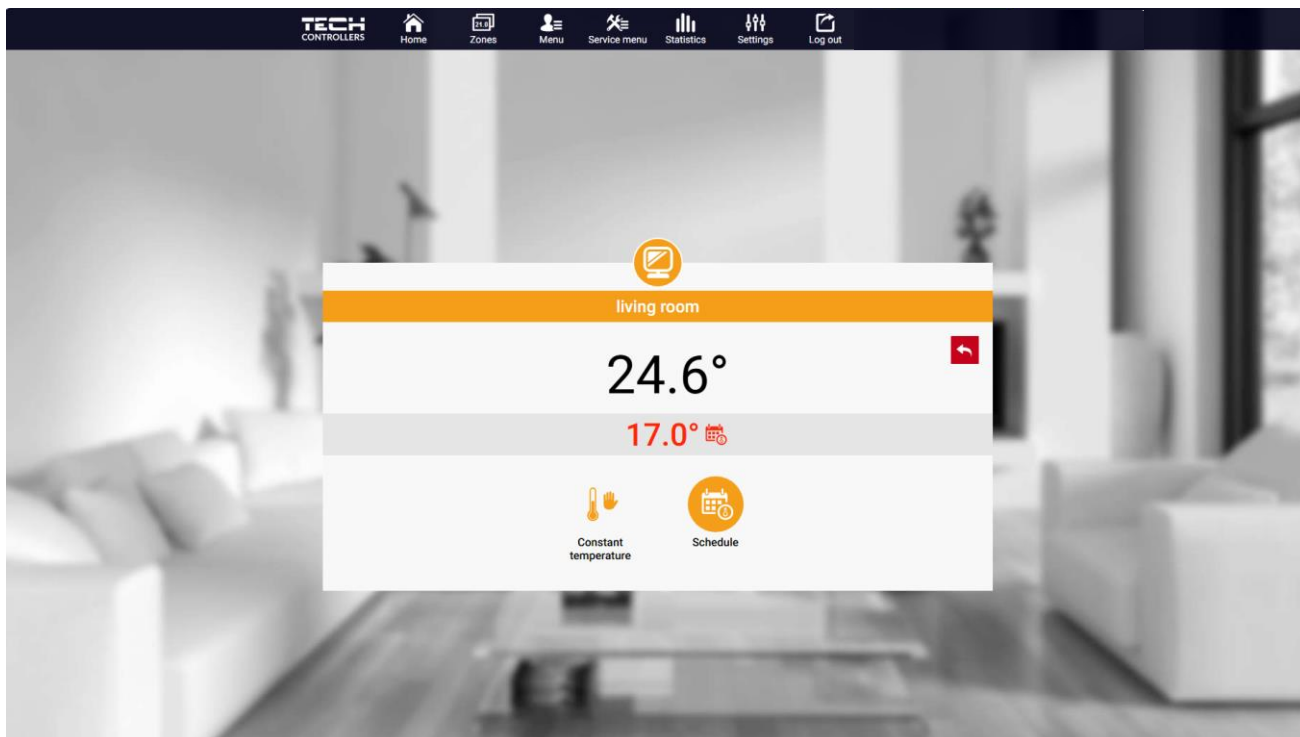 TECH
CONTROLLERS
Home
21.0
Zones
Menu
Service menu
Statistics
Settings
Log out
living room
24.6°
17.0°
Constant
temperature
Schedule